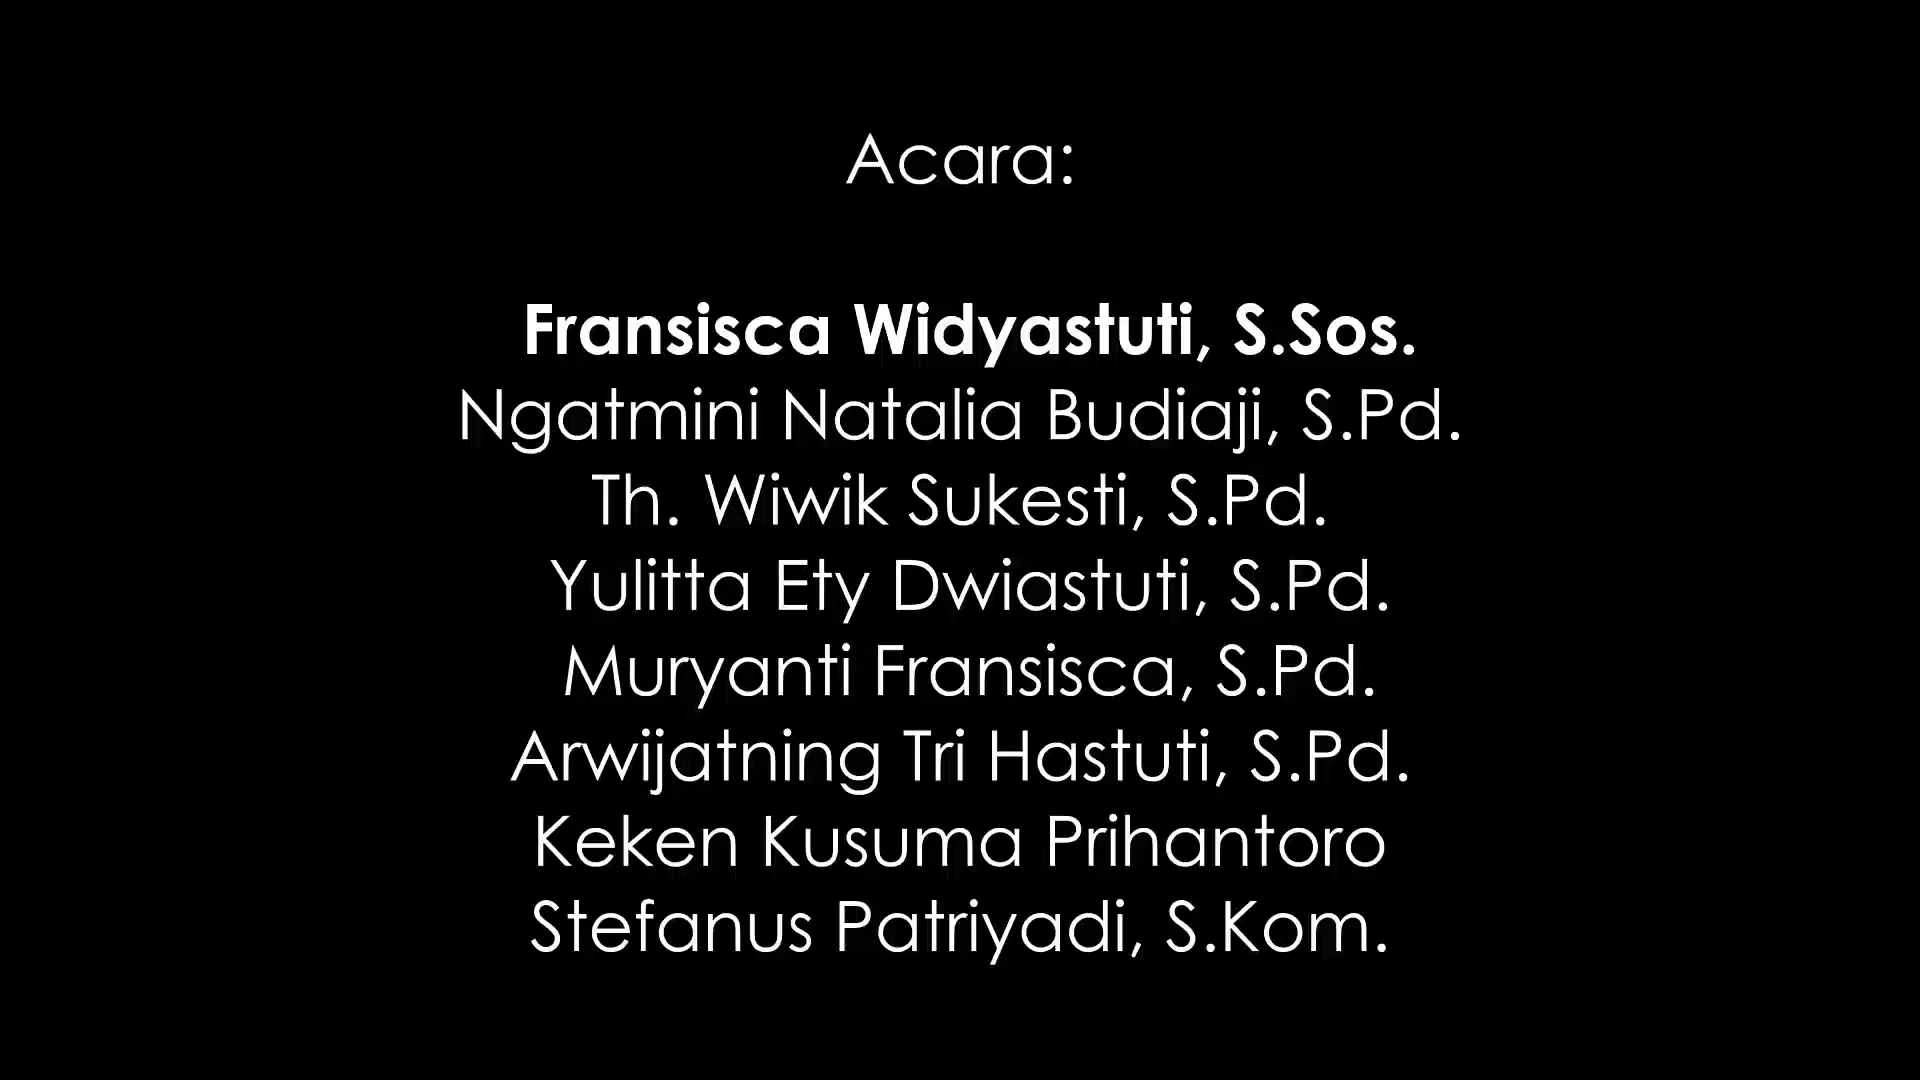 Acara:
Fransisca Widyastuti, S.Sos.
Ngatmini Natalia Budiaji, S.Pd.
Th. Wiwik Sukesti, S.Pd.
Yulitta Ety Dwiastuti, S.Pd.
Muryanti Fransisca, S.Pd.
Arwijatning Tri Hastuti, S.Pd.
Keken Kusuma Prihantoro
Stefanus Patriyadi, S.Kom.